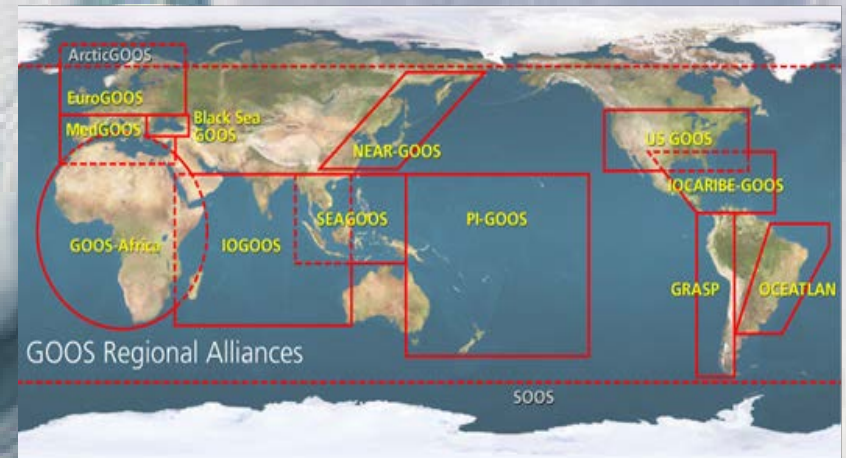 ArcticGOOS
EuroGOOS
MedGOOS
Black Sea
GOOS
NEAR-GOOS
US GOOS
IOCARIBE-GOOS
GOOS-Africa
IOGOOS
SEAGOOS
PI-GOOS
GRASP
OCEATLAN
GOOS Regional Alliances
SOOS